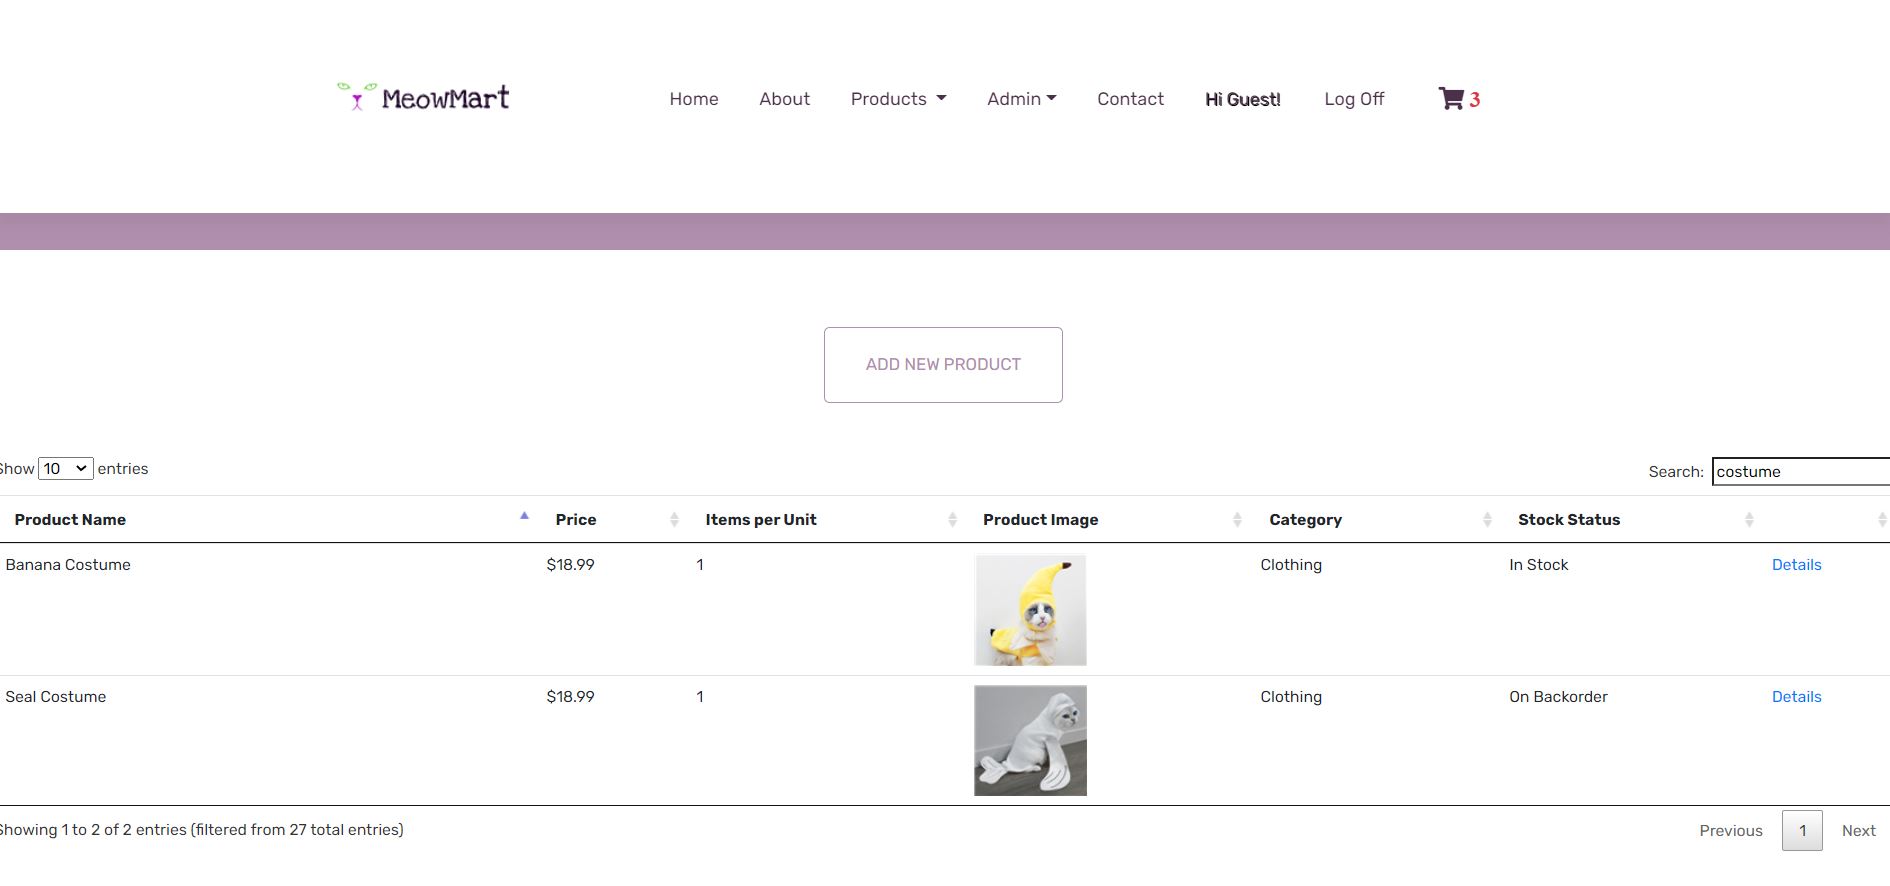 MeowMart Home About Products Admin Contact Hi Guest! Log Off 3
ADD NEW PRODUCT
Show 10 entries Search: costume
Product Name Price Items per Unit Product Image Category Stock Status
Banana Costume $18.99 1 Clothing In Stock Details
Seal Costume $18.99 1 Clothing On Backorder Details
Showing 1 to 2 of 2 entries (filtered from 27 total entries) Previous 1 Next